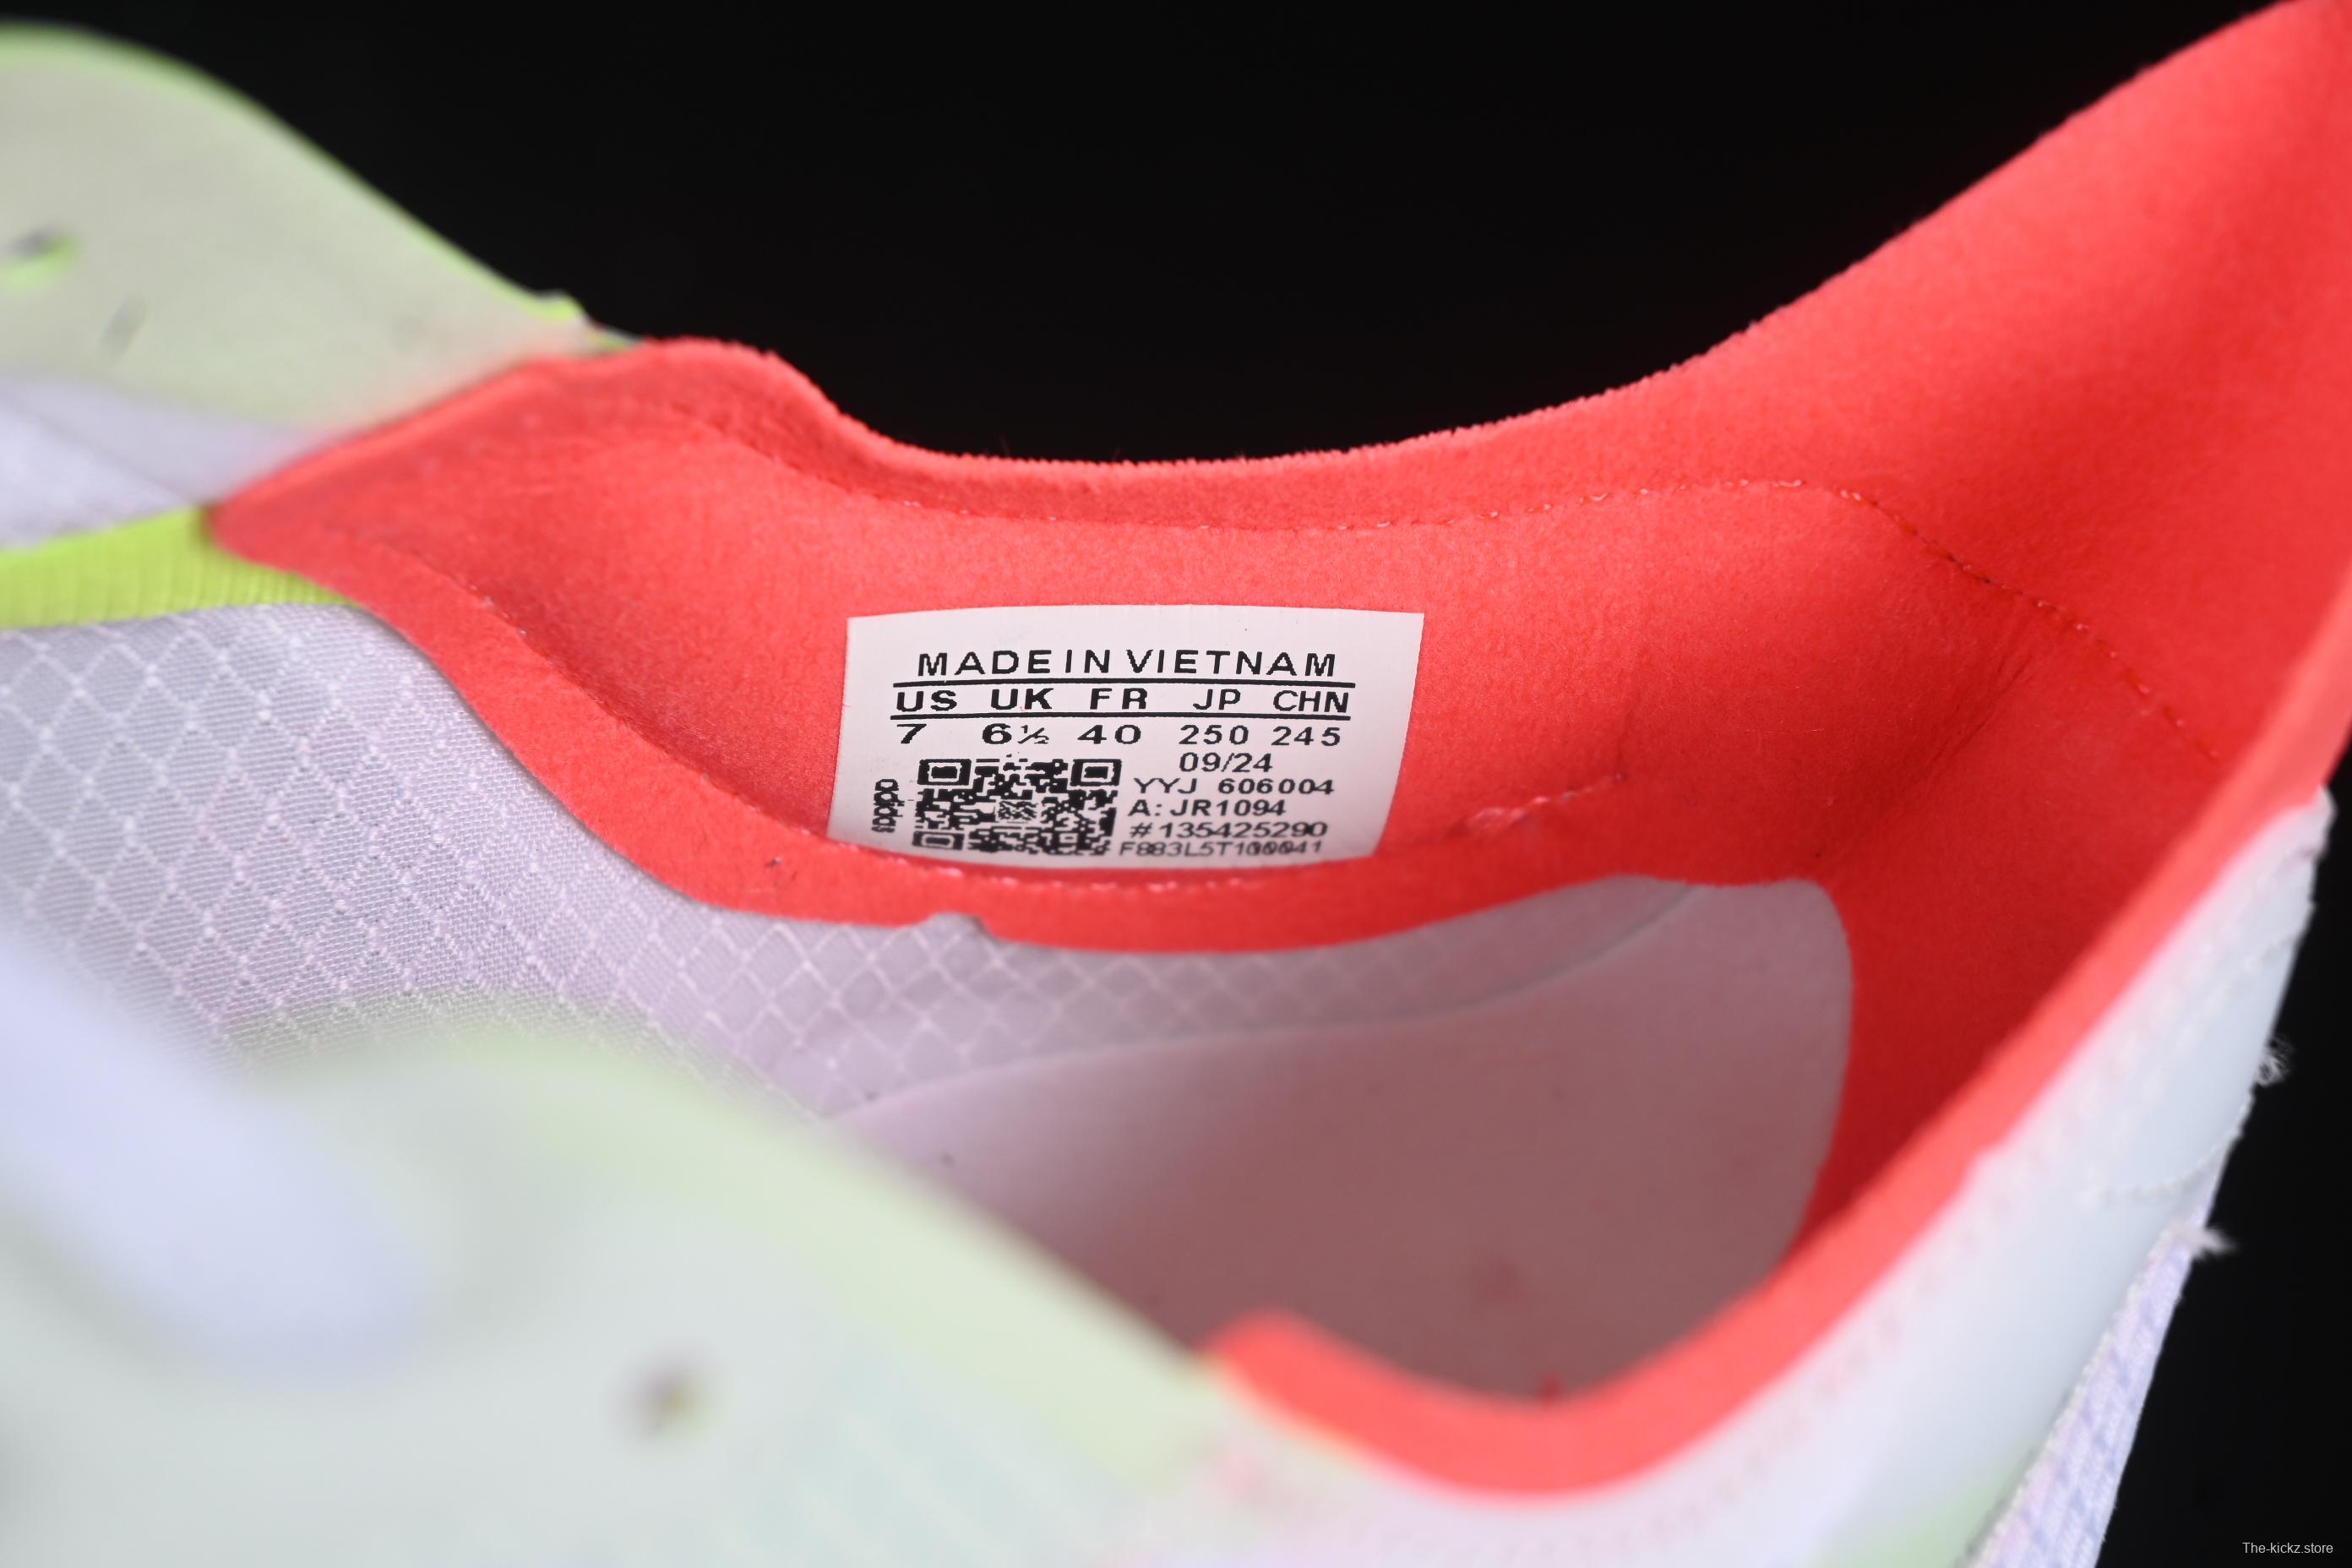 MADE IN VIETNAM
US UK FR JP CHN
7 6½ 40 250 245
09/24
YYJ 606004
A: JR1094
#135425290
F883L5T100041
adidas
The-kickz.store